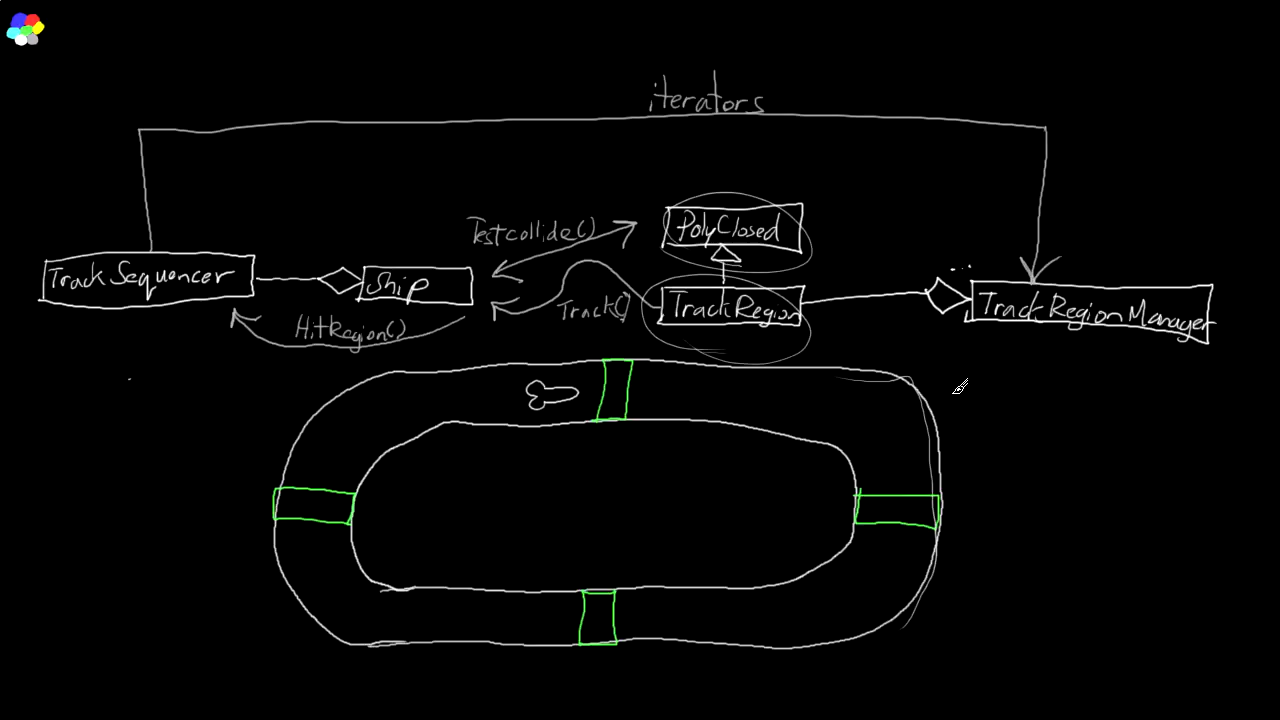 iterators
Testcollide()
PolyClosed
TrackSequencer
Ship
Track()
TrackRegion
TrackRegionManager
HitRegion()